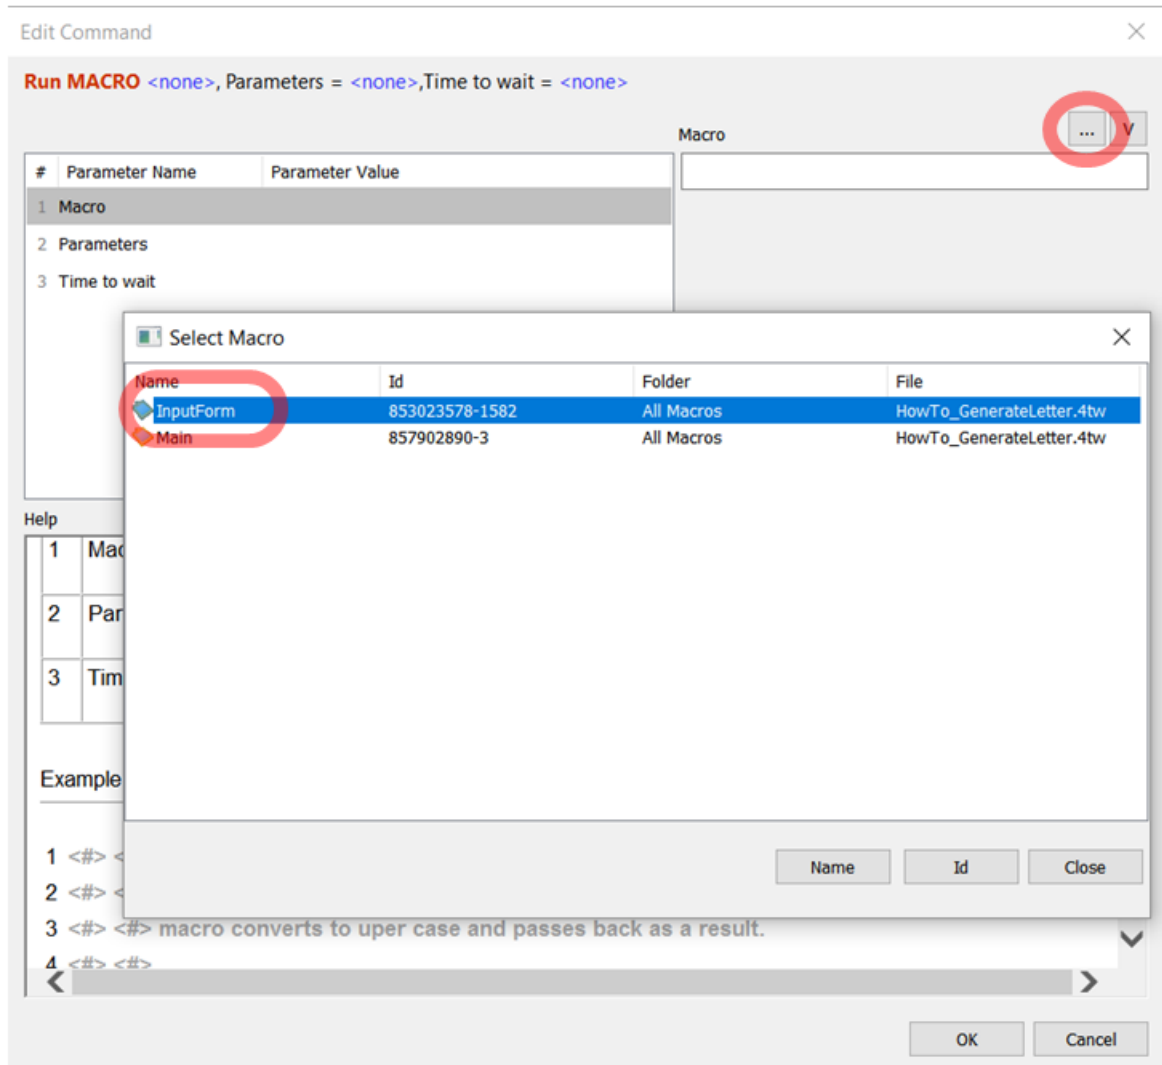 Edit Command
Run MACRO <none>, Parameters = <none>,Time to wait = <none>
Macro
... V
# Parameter Name Parameter Value
1 Macro
2 Parameters
3 Time to wait
Select Macro
Name Id Folder File
InputForm 853023578-1582 All Macros HowTo_GenerateLetter.4tw
Main 857902890-3 All Macros HowTo_GenerateLetter.4tw
Help
1 Mac
2 Par
3 Tim
Example
1 <#> <
2 <#> <
Name Id Close
3 <#> <#> macro converts to uper case and passes back as a result.
4 <#> <#>
OK Cancel